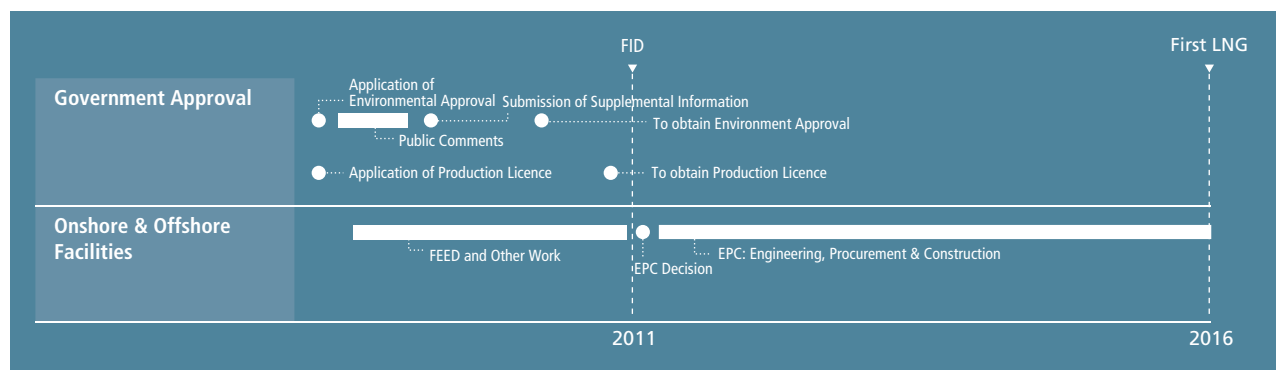 FID
First LNG
Government Approval
Application of
Environmental Approval
Submission of Supplemental Information
To obtain Environment Approval
Public Comments
Application of Production Licence
To obtain Production Licence
Onshore & Offshore
Facilities
FEED and Other Work
EPC Decision
EPC: Engineering, Procurement & Construction
2011
2016